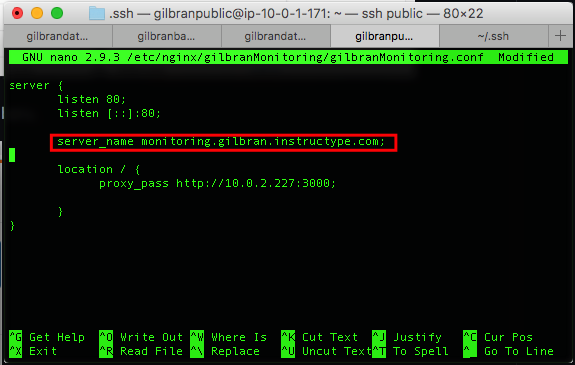 .ssh — gilbranpublic@ip-10-0-1-171: ~ — ssh public — 80×22
gilbrandat... gilbranba... gilbrandat... gilbranpu... ~/.ssh +
GNU nano 2.9.3 /etc/nginx/gilbranMonitoring/gilbranMonitoring.conf Modified
server {
listen 80;
listen [::]:80;
server_name monitoring.gilbran.instructype.com;
location / {
proxy_pass http://10.0.2.227:3000;
}
}
^G Get Help ^O Write Out ^W Where Is ^K Cut Text ^J Justify ^C Cur Pos
^X Exit ^R Read File ^\ Replace ^U Uncut Text ^T To Spell ^_ Go To Line